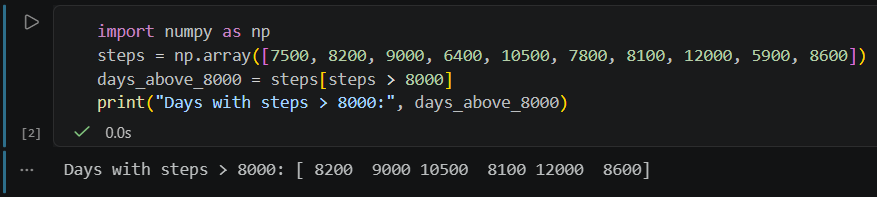 import numpy as np
steps = np.array([7500, 8200, 9000, 6400, 10500, 7800, 8100, 12000, 5900, 8600])
days_above_8000 = steps[steps > 8000]
print("Days with steps > 8000:", days_above_8000)
[2] 0.0s
... Days with steps > 8000: [ 8200  9000 10500  8100 12000  8600]